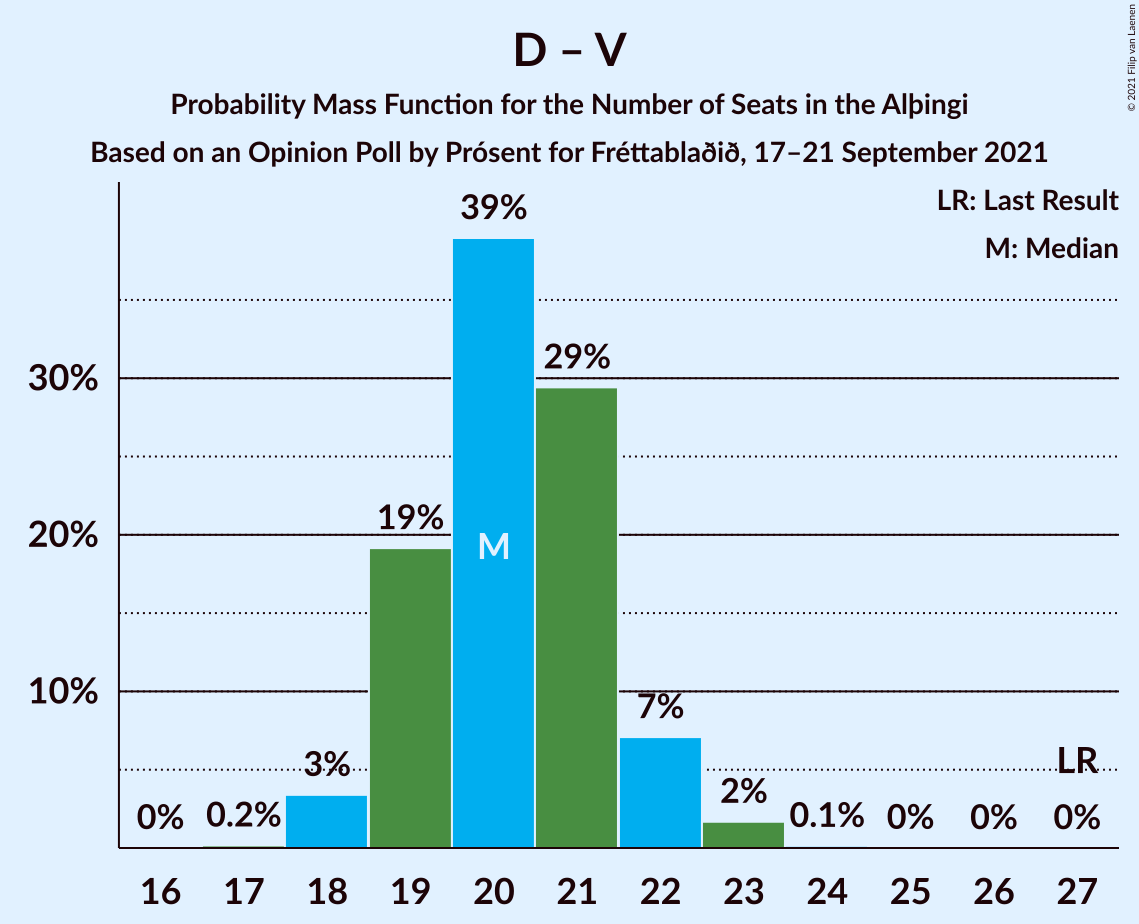 D – V
Probability Mass Function for the Number of Seats in the Alþingi
Based on an Opinion Poll by Prósent for Fréttablaðið, 17–21 September 2021
© 2021 Filip van Laenen
LR: Last Result
M: Median
39%
30%
29%
20%
19%
M
10%
7%
3%
2%
LR
0%
0.2%
0.1%
0%
0%
0%
16 17 18 19 20 21 22 23 24 25 26 27